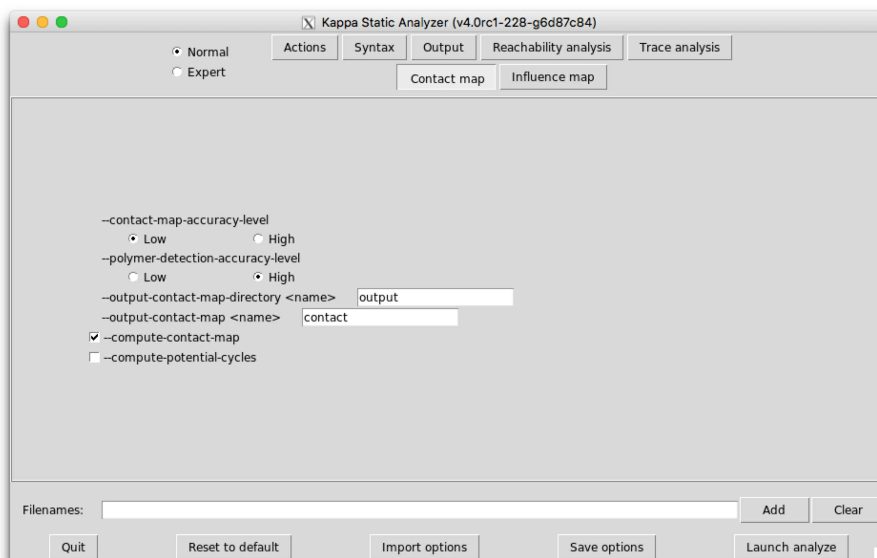 Kappa Static Analyzer (v4.0rc1-228-g6d87c84)
Normal
Expert
Actions Syntax Output Reachability analysis Trace analysis
Contact map Influence map
--contact-map-accuracy-level
Low High
--polymer-detection-accuracy-level
Low High
--output-contact-map-directory <name> output
--output-contact-map <name> contact
--compute-contact-map
--compute-potential-cycles
Filenames: Add Clear
Quit Reset to default Import options Save options Launch analyze